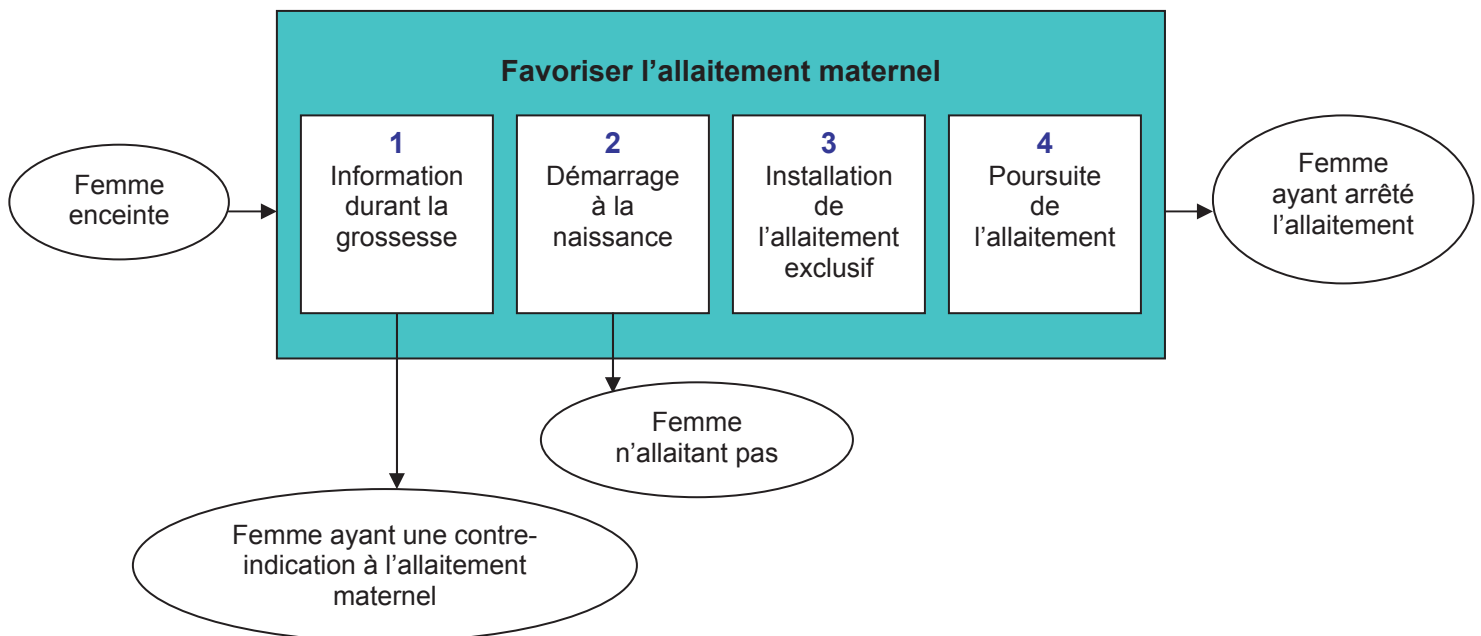 Favoriser l’allaitement maternel
Femme
enceinte
1
Information
durant la
grossesse
2
Démarrage
à la
naissance
3
Installation
de
l’allaitement
exclusif
4
Poursuite
de
l’allaitement
Femme
ayant arrêté
l’allaitement
Femme
n’allaitant pas
Femme ayant une contre-
indication à l’allaitement
maternel